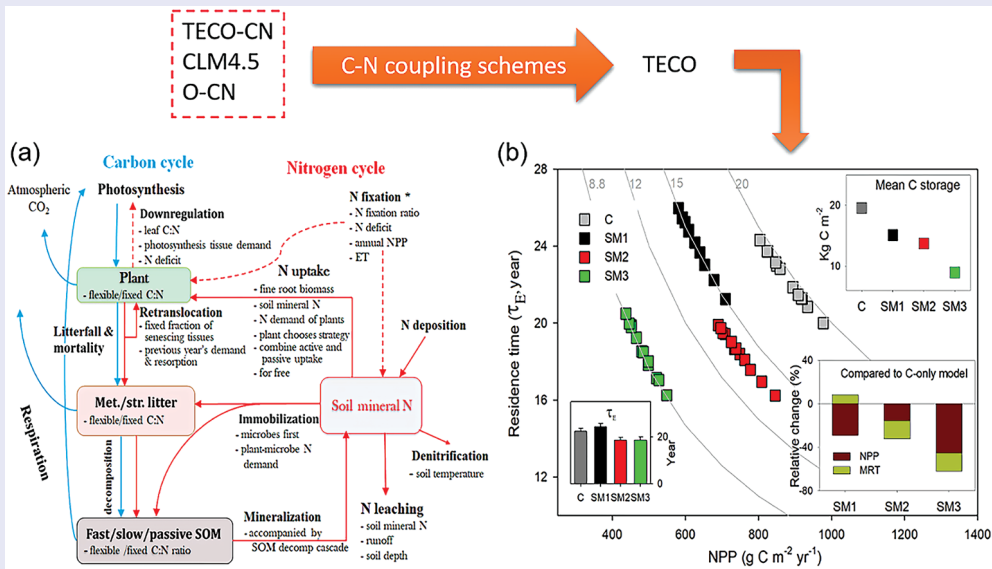 TECO-CN
CLM4.5
O-CN
C-N coupling schemes
TECO
(a)
Carbon cycle
Nitrogen cycle
Atmospheric
CO2
Photosynthesis
Downregulation
- leaf C:N
- photosynthesis tissue demand
- N deficit
N fixation *
- N fixation ratio
- N deficit
- annual NPP
- ET
Plant
- flexible/fixed C:N
N uptake
- fine root biomass
- soil mineral N
- N demand of plants
- plant chooses strategy
- combine active and
passive uptake
- for free
Retranslocation
- fixed fraction of
senescing tissues
- previous year's demand
& resorption
Litterfall &
mortality
N deposition
Met./str. litter
- flexible/fixed C:N
Soil mineral N
Immobilization
- microbes first
- plant-microbe N
demand
Respiration
decomposition
Denitrification
- soil temperature
Fast/slow/passive SOM
- flexible /fixed C:N ratio
Mineralization
- accompanied by
SOM decomp cascade
N leaching
- soil mineral N
- runoff
- soil depth
(b)
Residence time (τE, year)
28
24
20
16
12
8.8
12
15
20
C
SM1
SM2
SM3
Mean C storage
Kg C m-2
20
10
C SM1 SM2 SM3
τE
Year
20
0
C SM1 SM2 SM3
Compared to C-only model
Relative change (%)
0
-40
-80
NPP
MRT
SM1 SM2 SM3
200 400 600 800 1000 1200 1400
NPP (g C m-2 yr-1)